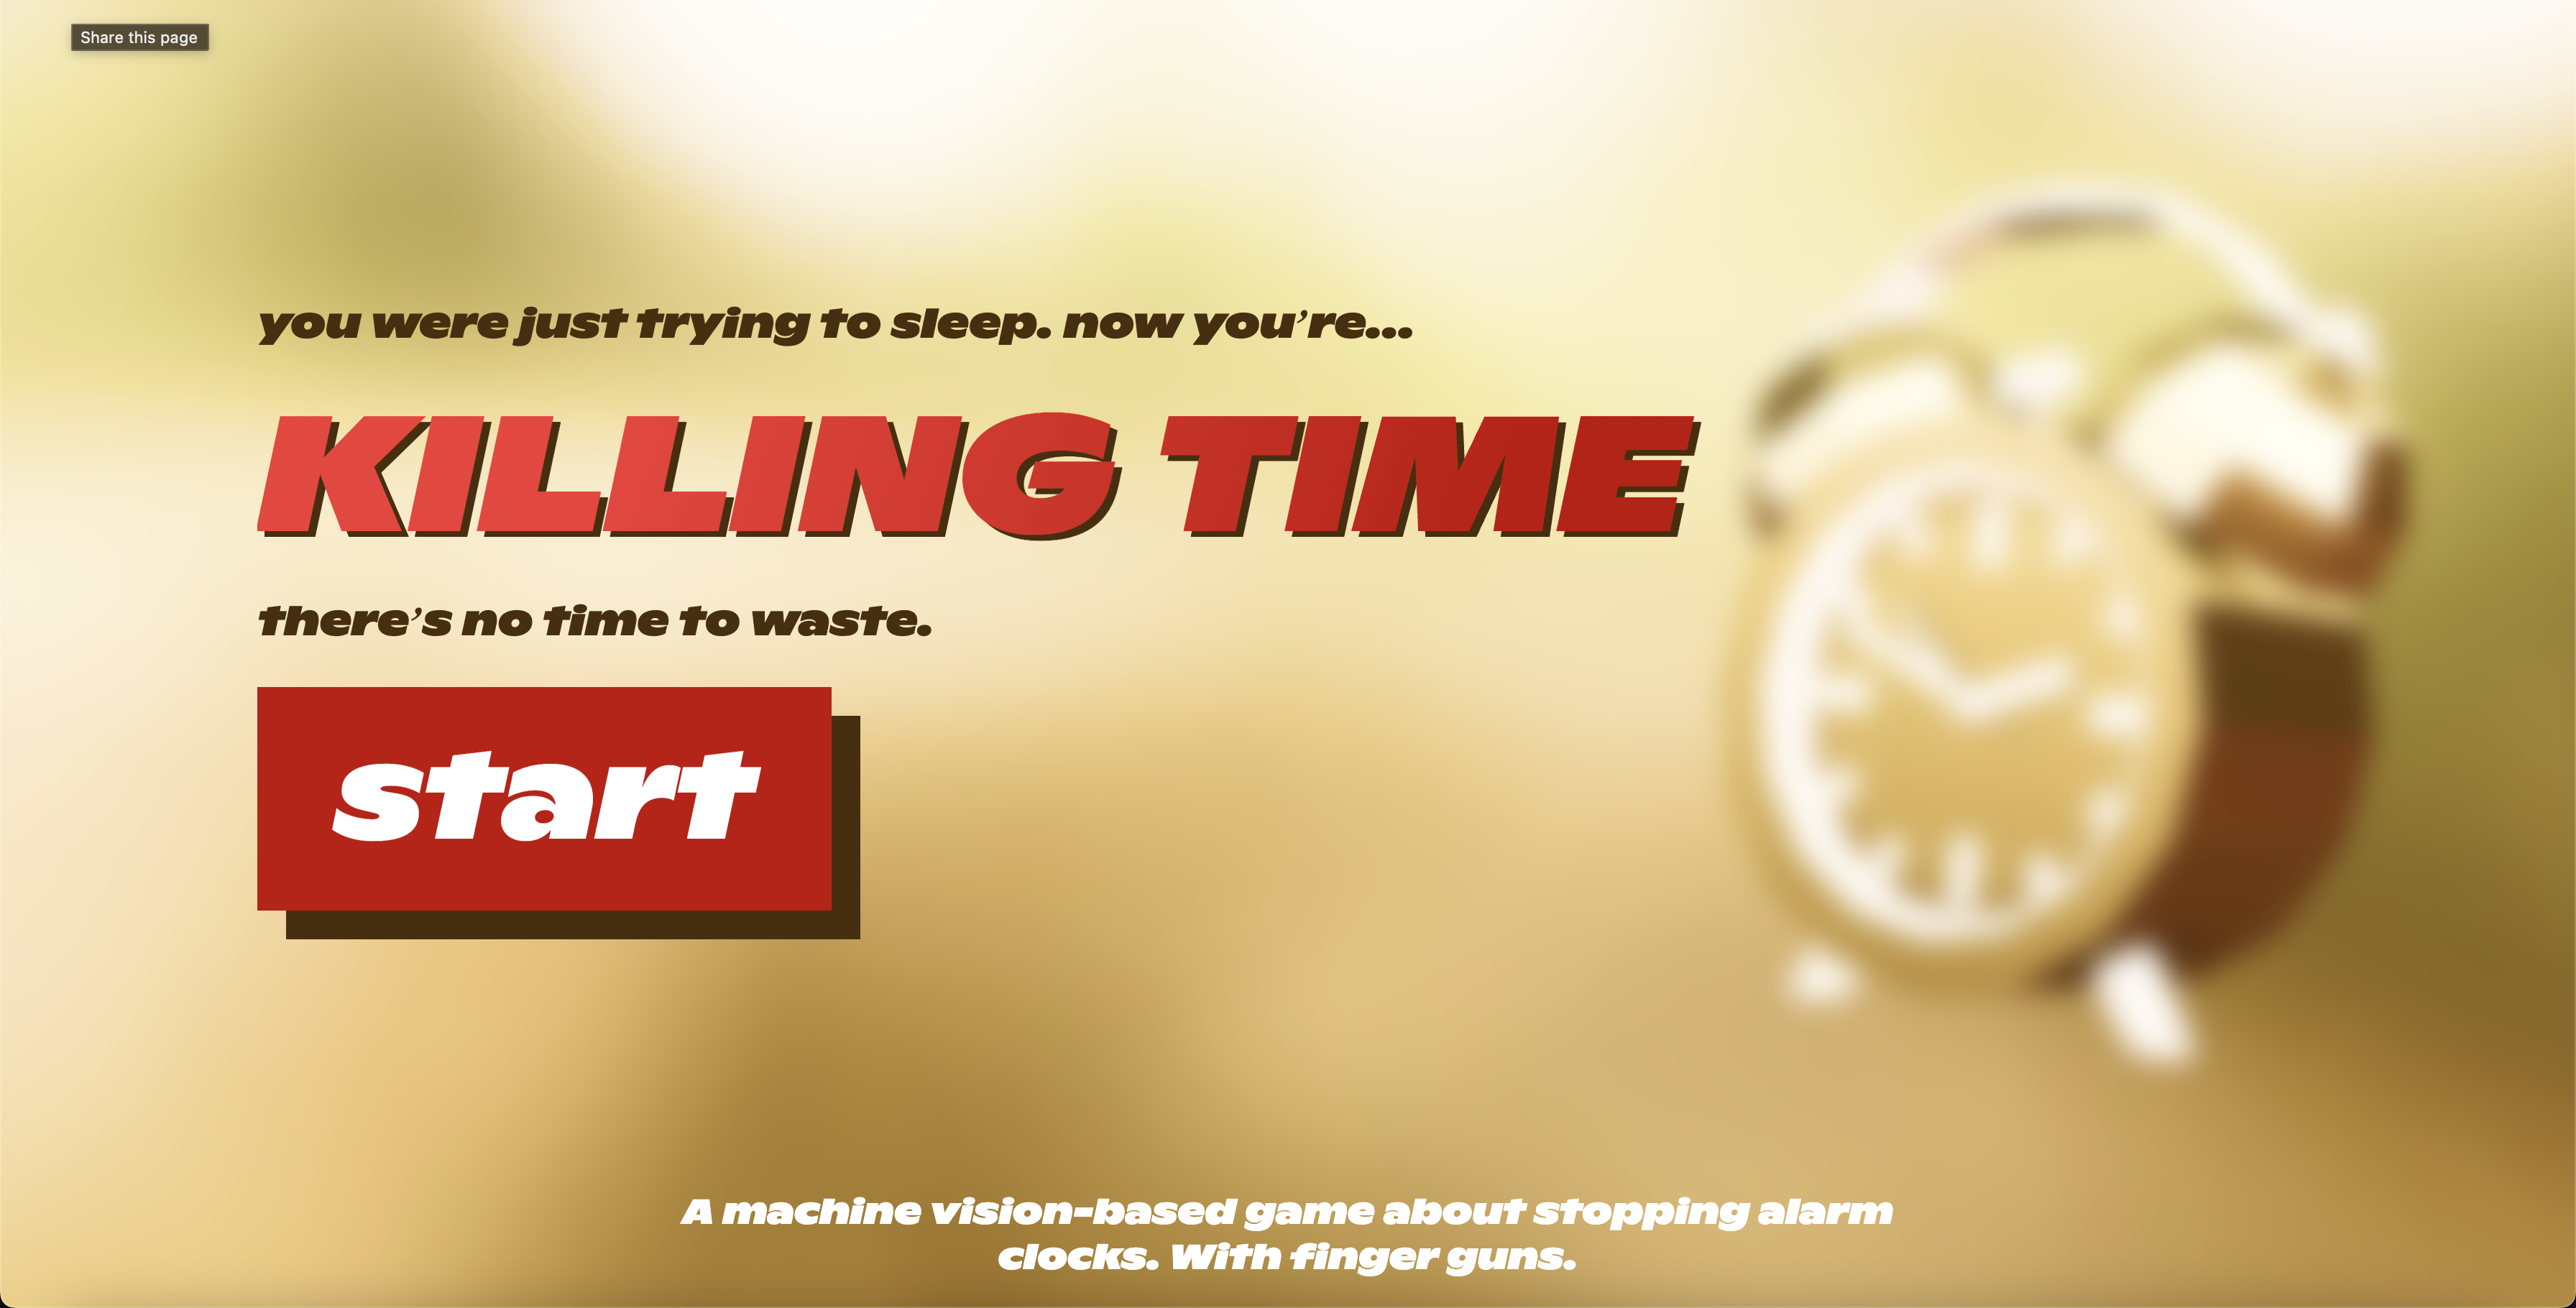 Share this page
you were just trying to sleep. now you're...
KILLING TIME
there's no time to waste.
start
A machine vision-based game about stopping alarm
clocks. With finger guns.